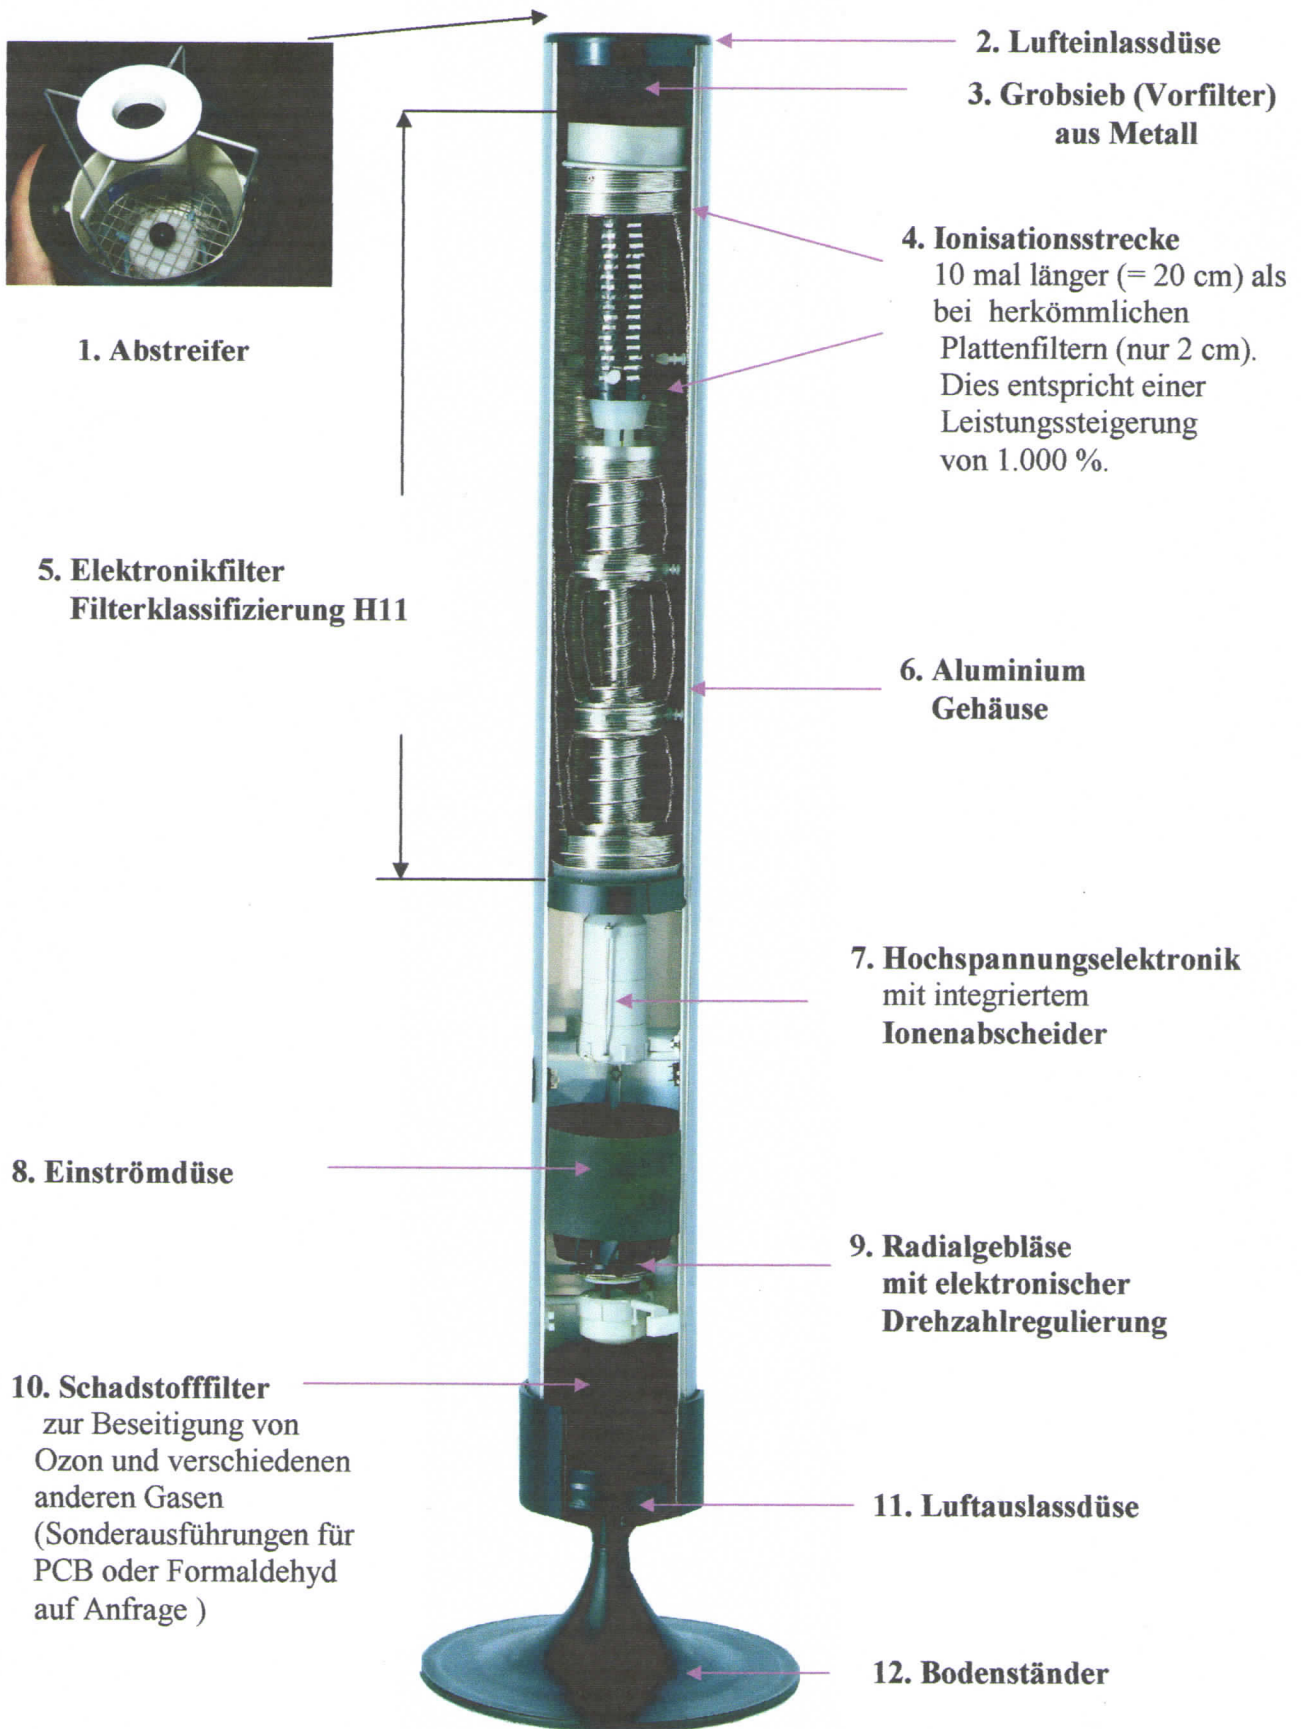 1. Abstreifer
2. Lufteinlassdüse
3. Grobsieb (Vorfilter)
aus Metall
4. Ionisationsstrecke
10 mal länger (= 20 cm) als
bei herkömmlichen
Plattenfiltern (nur 2 cm).
Dies entspricht einer
Leistungssteigerung
von 1.000 %.
5. Elektronikfilter
Filterklassifizierung H11
6. Aluminium
Gehäuse
7. Hochspannungselektronik
mit integriertem
Ionenabscheider
8. Einströmdüse
9. Radialgebläse
mit elektronischer
Drehzahlregulierung
10. Schadstofffilter
zur Beseitigung von
Ozon und verschiedenen
anderen Gasen
(Sonderausführungen für
PCB oder Formaldehyd
auf Anfrage )
11. Luftauslassdüse
12. Bodenständer